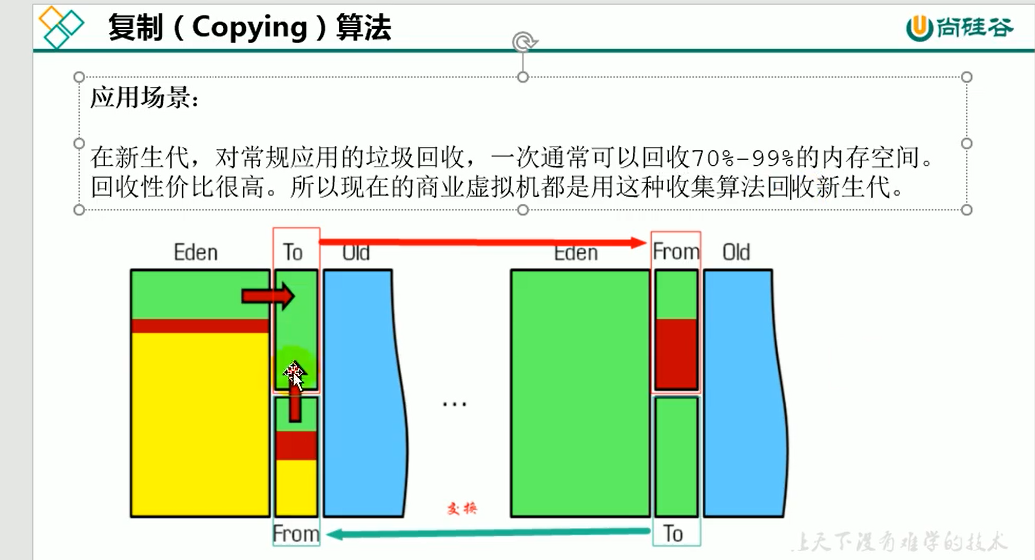 复制（Copying）算法
尚硅谷
应用场景：
在新生代，对常规应用的垃圾回收，一次通常可以回收70%-99%的内存空间。
回收性价比很高。所以现在的商业虚拟机都是用这种收集算法回收新生代。
Eden To Old Eden From Old
...
交换
From To
上天下没有难学的技术